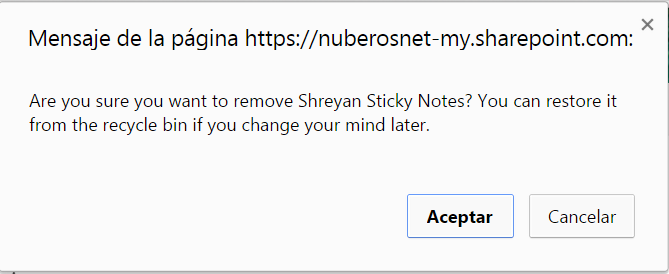 Mensaje de la página https://nuberosnet-my.sharepoint.com:
Are you sure you want to remove Shreyan Sticky Notes? You can restore it
from the recycle bin if you change your mind later.
Aceptar Cancelar